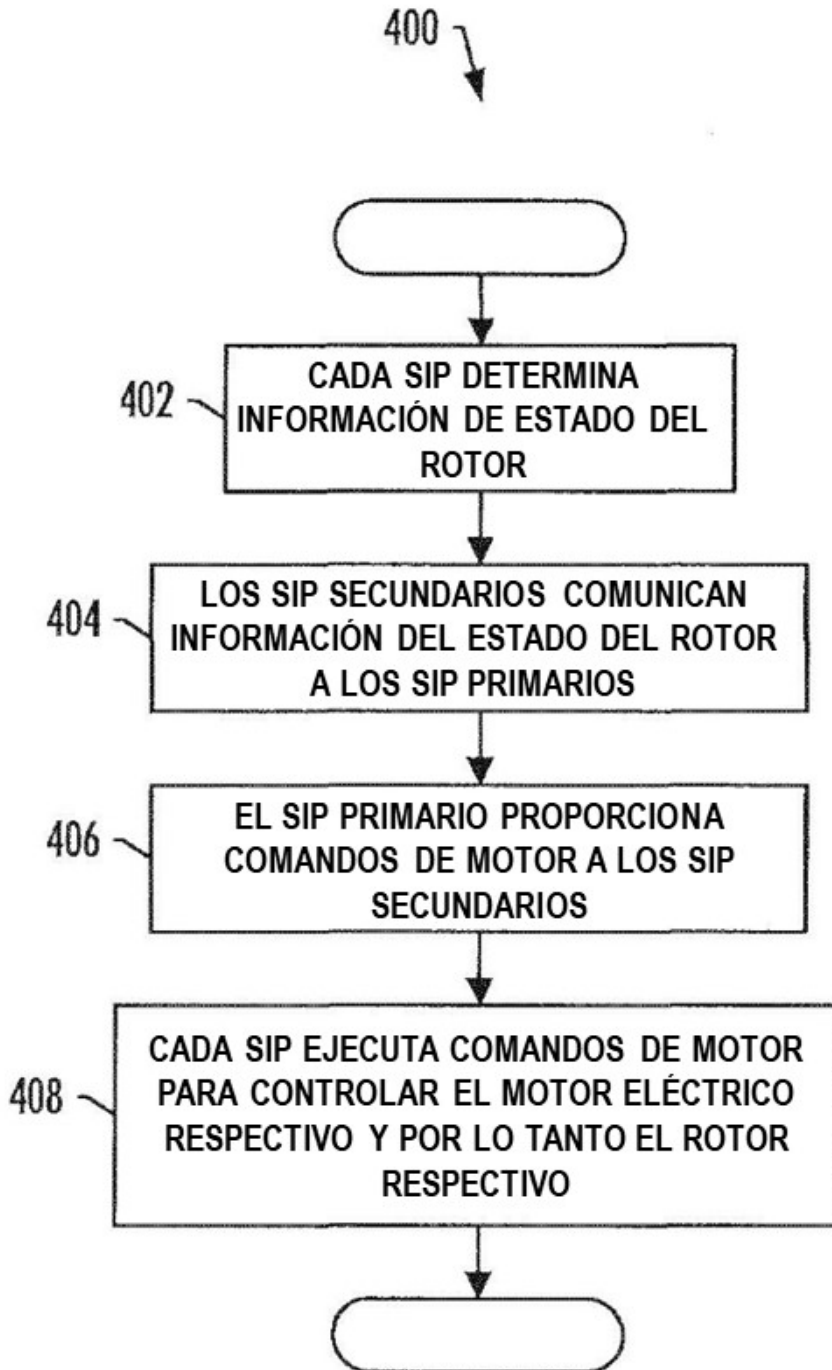 400
402
CADA SIP DETERMINA
INFORMACIÓN DE ESTADO DEL
ROTOR
404
LOS SIP SECUNDARIOS COMUNICAN
INFORMACIÓN DEL ESTADO DEL ROTOR
A LOS SIP PRIMARIOS
406
EL SIP PRIMARIO PROPORCIONA
COMANDOS DE MOTOR A LOS SIP
SECUNDARIOS
408
CADA SIP EJECUTA COMANDOS DE MOTOR
PARA CONTROLAR EL MOTOR ELÉCTRICO
RESPECTIVO Y POR LO TANTO EL ROTOR
RESPECTIVO